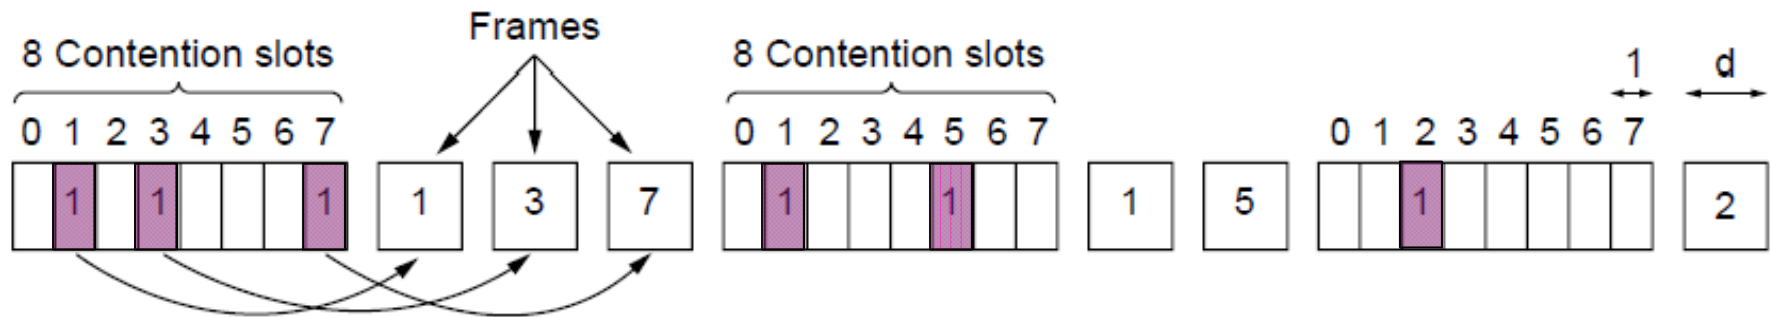 Frames
8 Contention slots 8 Contention slots 1 d
0 1 2 3 4 5 6 7 0 1 2 3 4 5 6 7 0 1 2 3 4 5 6 7
1 1 1 1 3 7 1 1 1 5 1 2